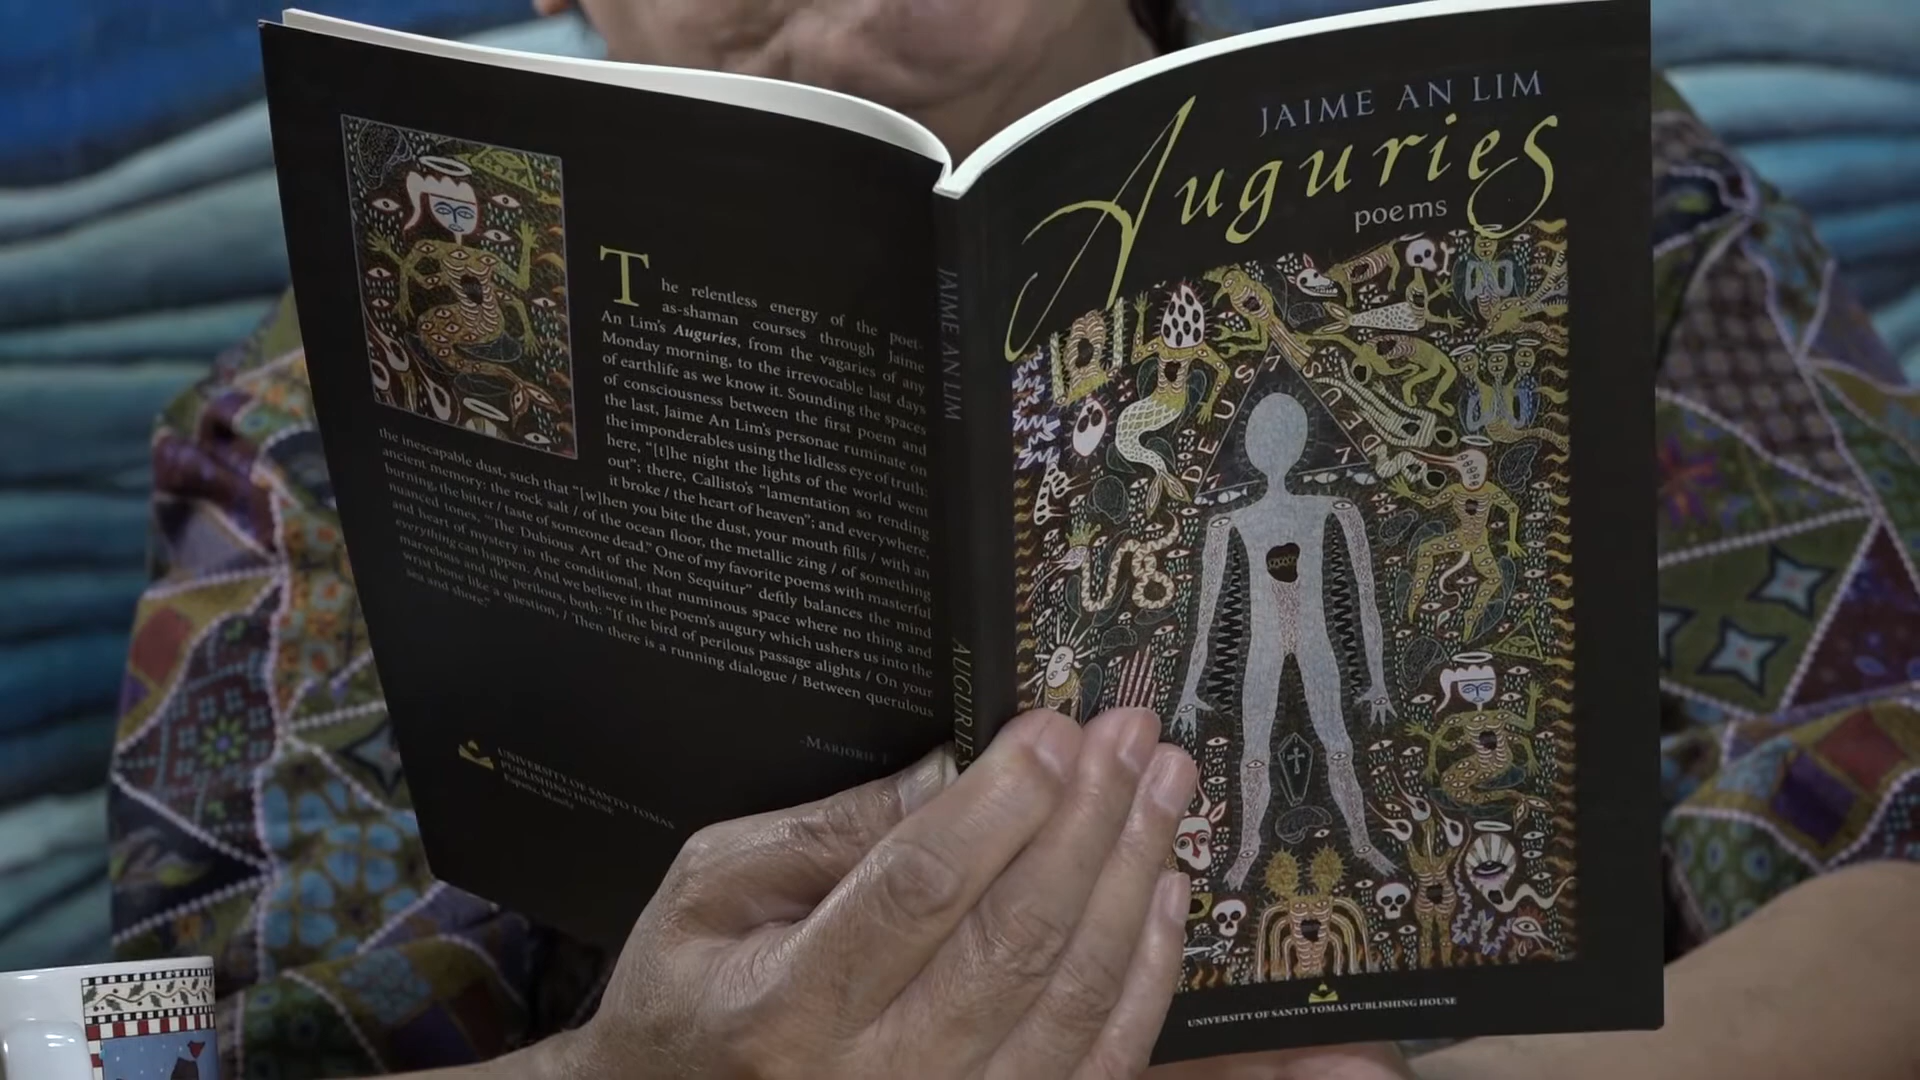 The relentless energy of the poet-
as-shaman courses through Jaime
An Lim's Auguries, from the vagaries of any
Monday morning, to the irrevocable last days
of earthlife as we know it. Sounding the spaces
of consciousness between the first poem and
the last, Jaime An Lim's personae ruminate on
the imponderables using the lidless eye of truth:
here, “[t]he night the lights of the world went
out”; there, Callisto's “lamentation so rending
it broke / the heart of heaven”; and everywhere,
the inescapable dust, such that “[w]hen you bite the dust, your mouth fills / with an
ancient memory: the rock salt / of the ocean floor, the metallic zing / of something
burning, the bitter / taste of someone dead.” One of my favorite poems with masterful
nuanced tones, “The Dubious Art of the Non Sequitur” deftly balances the mind
and heart of mystery in the conditional, that numinous space where no thing and
everything can happen. And we believe in the poem's augury which ushers us into the
marvelous and the perilous, both: “If the bird of perilous passage alights / On your
wrist bone like a question, / Then there is a running dialogue / Between querulous
sea and shore.”
-MARJORIE
UNIVERSITY OF SANTO TOMAS
PUBLISHING HOUSE
España, Manila
JAIME AN LIM
AUGURIES
JAIME AN LIM
Auguries
poems
DEUS
DEUS
UNIVERSITY OF SANTO TOMAS PUBLISHING HOUSE